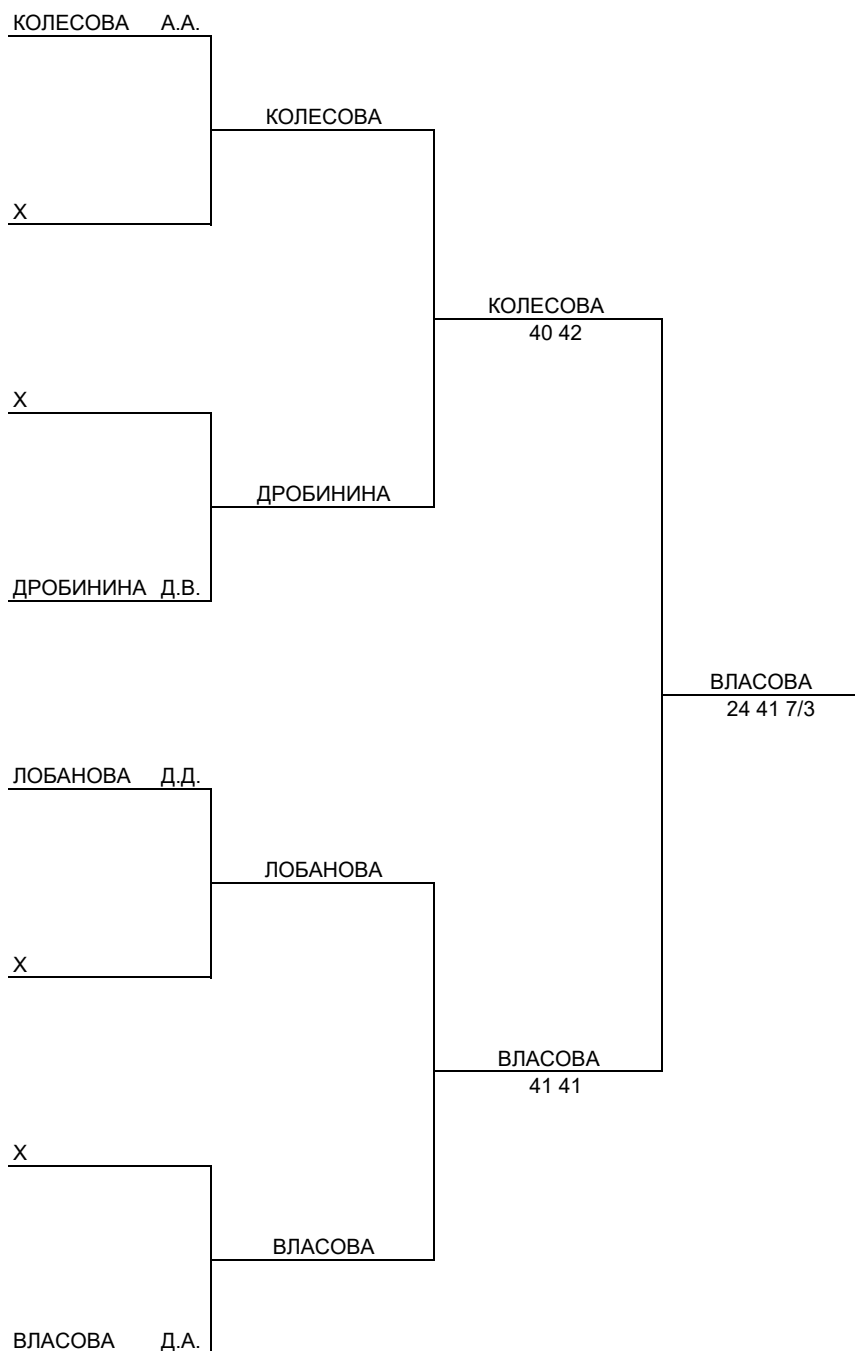 КОЛЕСОВА А.А.
КОЛЕСОВА
Х
КОЛЕСОВА
40 42
Х
ДРОБИНИНА
ДРОБИНИНА Д.В.
ВЛАСОВА
24 41 7/3
ЛОБАНОВА Д.Д.
ЛОБАНОВА
Х
ВЛАСОВА
41 41
Х
ВЛАСОВА
ВЛАСОВА Д.А.